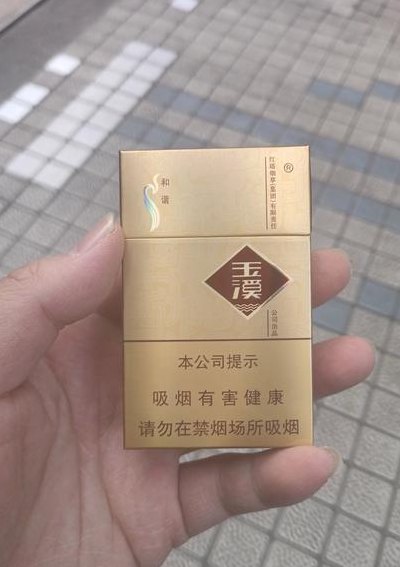 和谐
红塔烟草(集团)有限责任
®
玉溪
公司出品
本公司提示
吸烟有害健康
请勿在禁烟场所吸烟